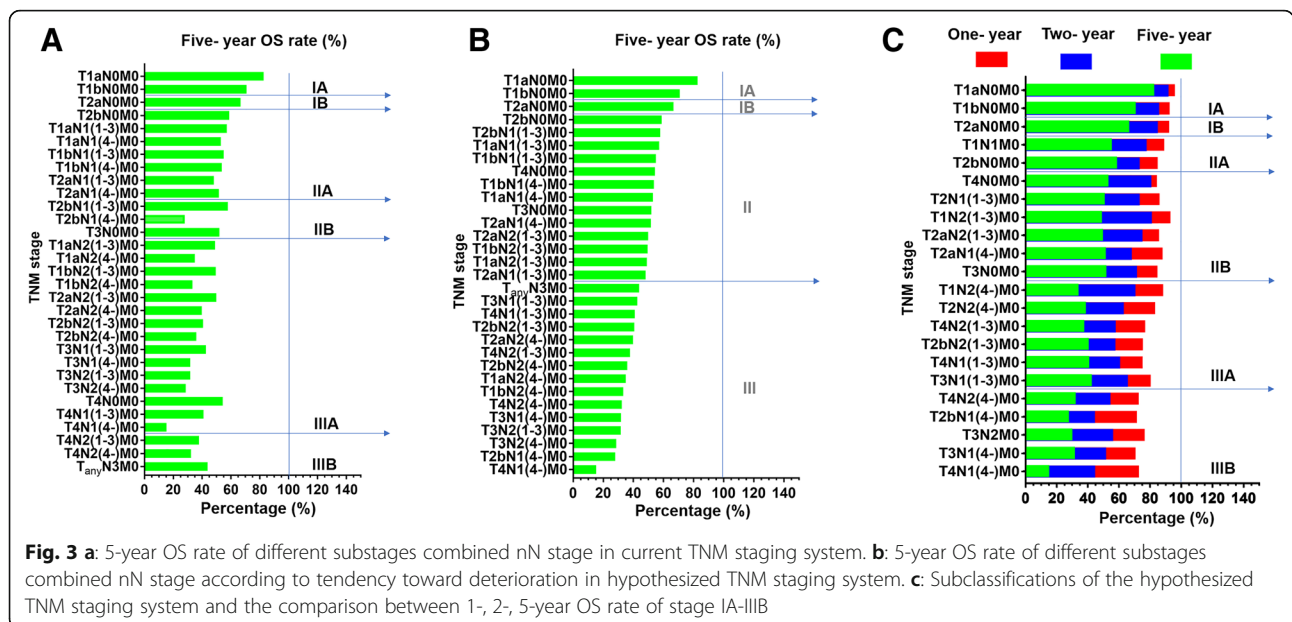 A
Five- year OS rate (%)
TNM stage
T1aN0M0
T1bN0M0
IA
T2aN0M0
IB
T2bN0M0
T1aN1(1-3)M0
T1aN1(4-)M0
T1bN1(1-3)M0
T1bN1(4-)M0
T2aN1(1-3)M0
T2aN1(4-)M0
IIA
T2bN1(1-3)M0
T2bN1(4-)M0
T3N0M0
IIB
T1aN2(1-3)M0
T1aN2(4-)M0
T1bN2(1-3)M0
T1bN2(4-)M0
T2aN2(1-3)M0
T2aN2(4-)M0
T2bN2(1-3)M0
T2bN2(4-)M0
T3N1(1-3)M0
T3N1(4-)M0
T3N2(1-3)M0
T3N2(4-)M0
T4N0M0
T4N1(1-3)M0
T4N1(4-)M0
IIIA
T4N2(1-3)M0
T4N2(4-)M0
TanyN3M0
IIIB
0 20 40 60 80 100 120 140
Percentage (%)
B
Five- year OS rate (%)
TNM stage
T1aN0M0
T1bN0M0
IA
T2aN0M0
IB
T2bN0M0
T2bN1(1-3)M0
T1aN1(1-3)M0
T1bN1(1-3)M0
T4N0M0
T1bN1(4-)M0
T1aN1(4-)M0
T3N0M0
II
T2aN1(4-)M0
T2aN2(1-3)M0
T1bN2(1-3)M0
T1aN2(1-3)M0
T2aN1(1-3)M0
TanyN3M0
T3N1(1-3)M0
T4N1(1-3)M0
T2bN2(1-3)M0
T2aN2(4-)M0
T4N2(1-3)M0
T2bN2(4-)M0
T1aN2(4-)M0
T1bN2(4-)M0
III
T4N2(4-)M0
T3N1(4-)M0
T3N2(1-3)M0
T3N2(4-)M0
T2bN1(4-)M0
T4N1(4-)M0
0 20 40 60 80 100 120 140
Percentage (%)
C
One- year Two- year Five- year
TNM stage
T1aN0M0
T1bN0M0
IA
T2aN0M0
IB
T1N1M0
T2bN0M0
IIA
T4N0M0
T2N1(1-3)M0
T1N2(1-3)M0
T2aN2(1-3)M0
T2aN1(4-)M0
T3N0M0
IIB
T1N2(4-)M0
T2N2(4-)M0
T4N2(1-3)M0
T2bN2(1-3)M0
T4N1(1-3)M0
T3N1(1-3)M0
IIIA
T4N2(4-)M0
T2bN1(4-)M0
T3N2M0
T3N1(4-)M0
T4N1(4-)M0
IIIB
0 20 40 60 80 100 120 140
Percentage (%)
Fig. 3 a: 5-year OS rate of different substages combined nN stage in current TNM staging system. b: 5-year OS rate of different substages
combined nN stage according to tendency toward deterioration in hypothesized TNM staging system. c: Subclassifications of the hypothesized
TNM staging system and the comparison between 1-, 2-, 5-year OS rate of stage IA-IIIB